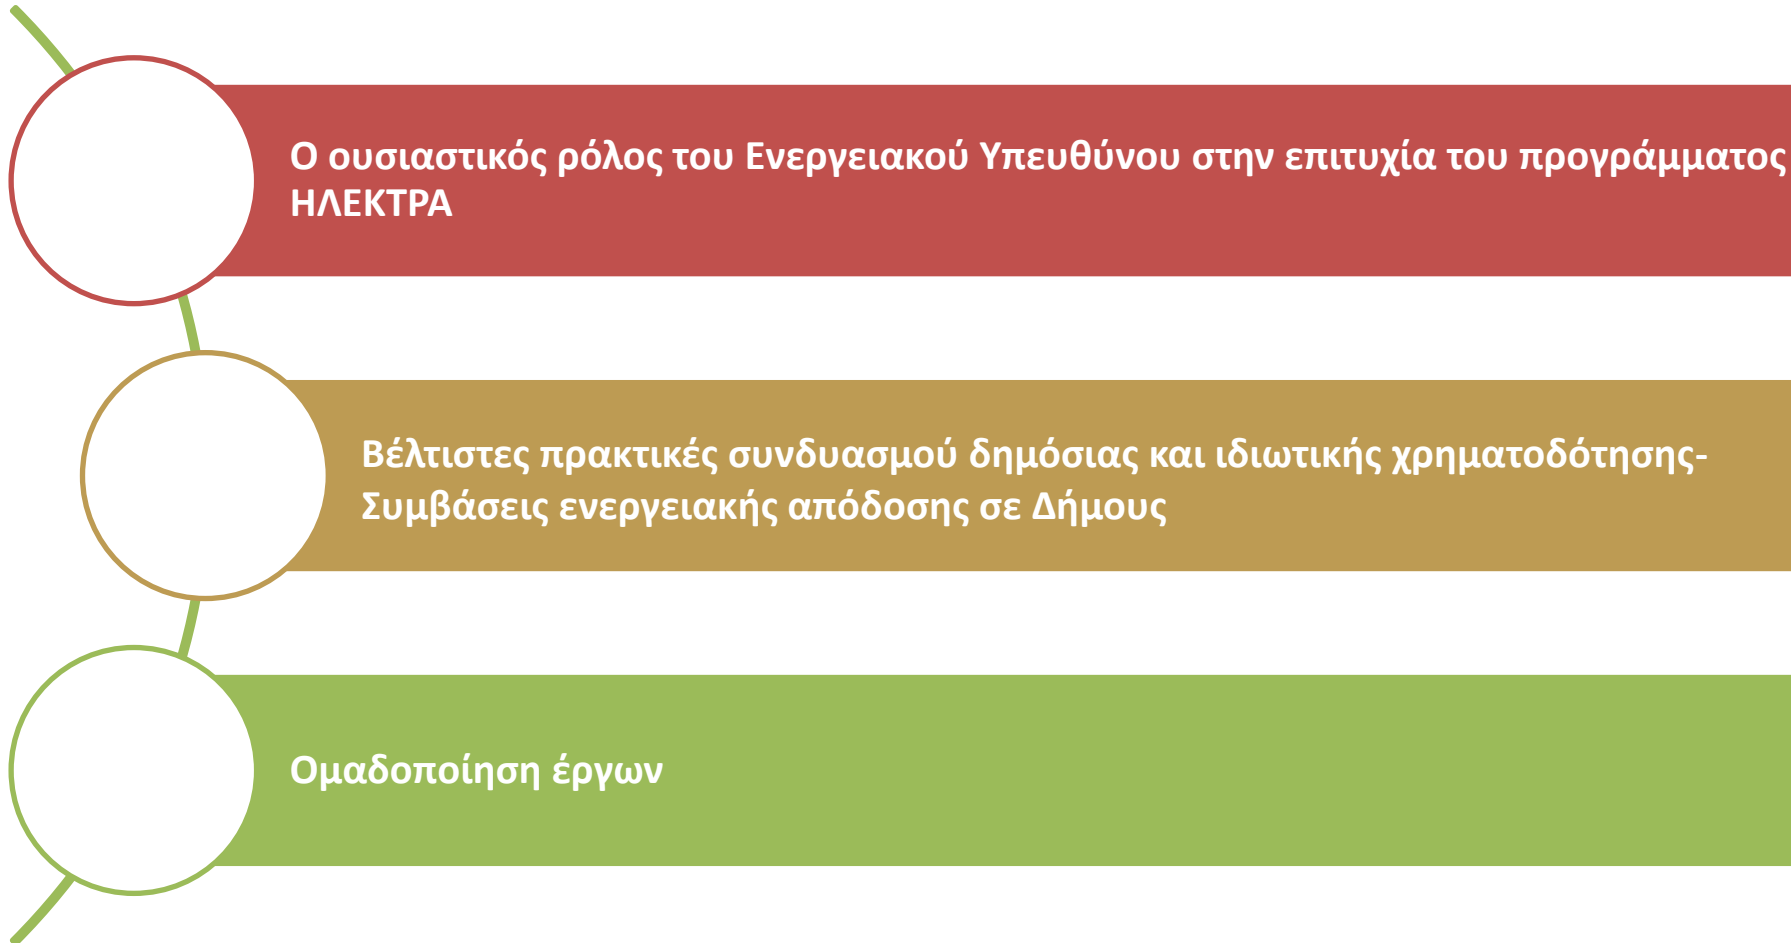 Ο ουσιαστικός ρόλος του Ενεργειακού Υπευθύνου στην επιτυχία του προγράμματος
ΗΛΕΚΤΡΑ
Βέλτιστες πρακτικές συνδυασμού δημόσιας και ιδιωτικής χρηματοδότησης-
Συμβάσεις ενεργειακής απόδοσης σε Δήμους
Ομαδοποίηση έργων